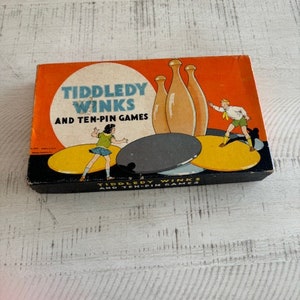 TIDDLEDY
WINKS
AND TEN-PIN GAMES
TIDDLEDY WINKS
AND TEN-PIN GAMES